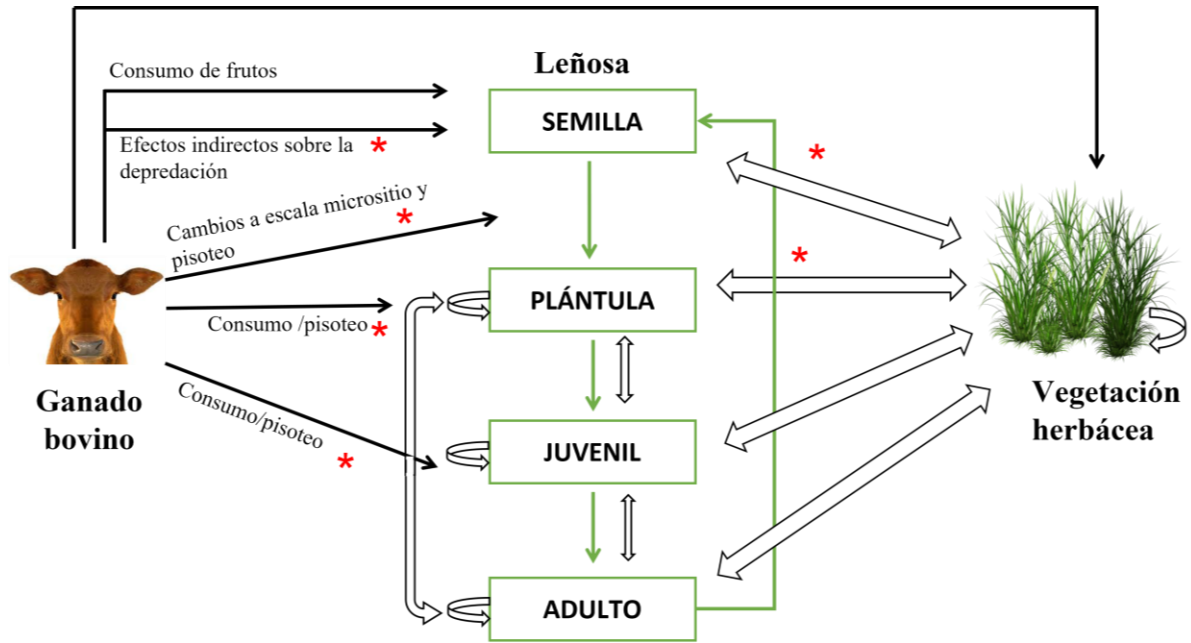 Consumo de frutos
Efectos indirectos sobre la
depredación
Cambios a escala micrositio y
pisoteo
Consumo /pisoteo
Consumo/pisoteo
Ganado
bovino
Leñosa
SEMILLA
PLÁNTULA
JUVENIL
ADULTO
Vegetación
herbácea